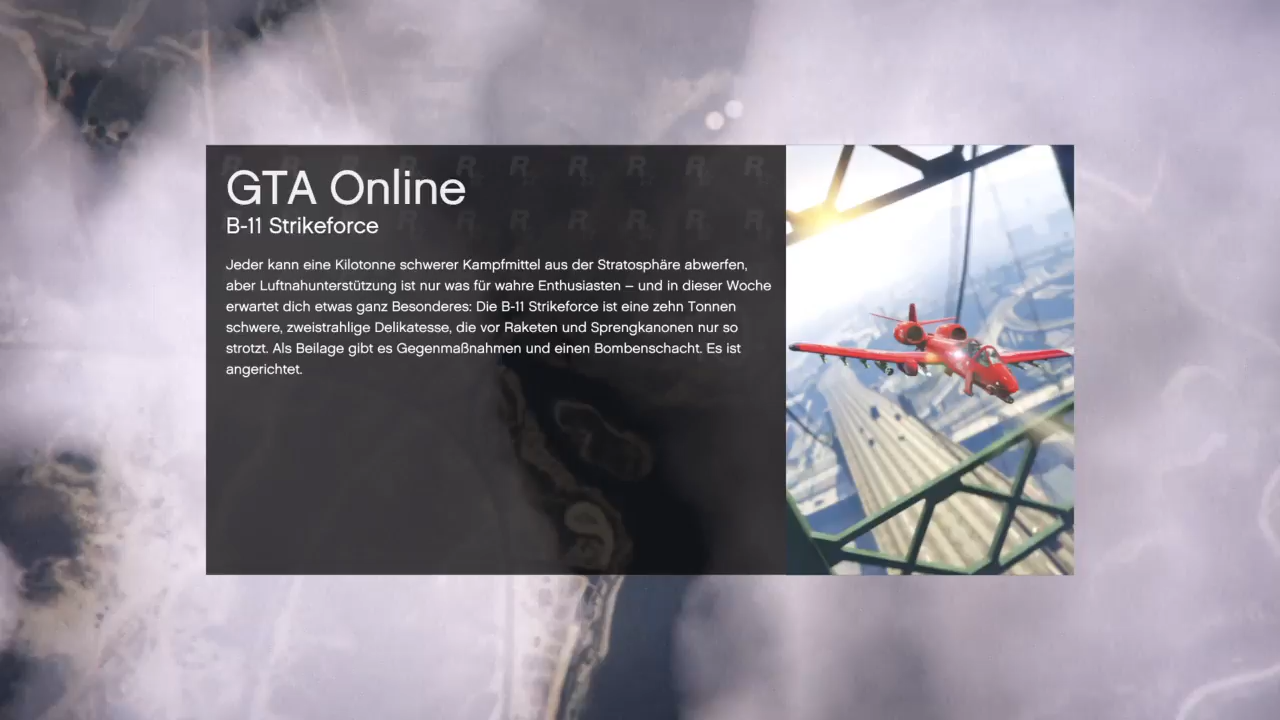 GTA Online
B-11 Strikeforce
Jeder kann eine Kilotonne schwerer Kampfmittel aus der Stratosphäre abwerfen,
aber Luftnahunterstützung ist nur was für wahre Enthusiasten – und in dieser Woche
erwartet dich etwas ganz Besonderes: Die B-11 Strikeforce ist eine zehn Tonnen
schwere, zweistrahlige Delikatesse, die vor Raketen und Sprengkanonen nur so
strotzt. Als Beilage gibt es Gegenmaßnahmen und einen Bombenschacht. Es ist
angerichtet.